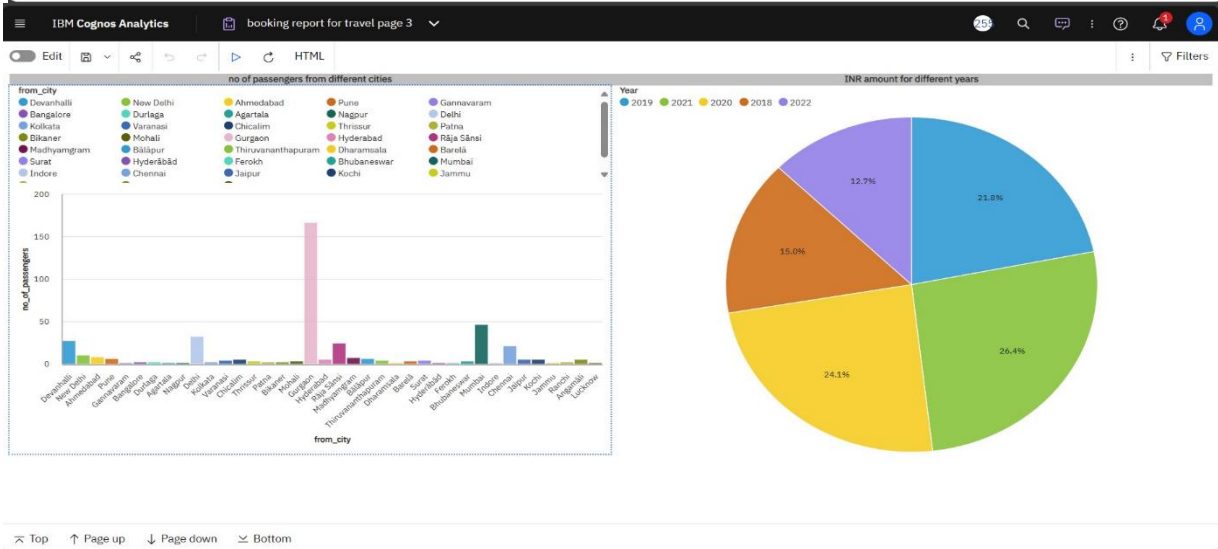 IBM Cognos Analytics
booking report for travel page 3
255
1
Edit
HTML
Filters
no of passengers from different cities
from_city
Devanhalli New Delhi Ahmedabad Pune Gannavaram
Bangalore Durlaga Agartala Nagpur Delhi
Kolkata Varanasi Chicalim Thrissur Patna
Bikaner Mohali Gurgaon Hyderabad Rāja Sānsi
Madhyamgram Bālāpur Thiruvananthapuram Dharamsala Barelā
Surat Hyderābād Ferokh Bhubaneswar Mumbai
Indore Chennai Jaipur Kochi Jammu
200
150
100
50
0
no_of_passengers
Devanhalli
New Delhi
Ahmedabad
Pune
Gannavaram
Bangalore
Durlaga
Agartala
Nagpur
Delhi
Kolkata
Varanasi
Chicalim
Thrissur
Patna
Bikaner
Mohali
Gurgaon
Hyderabad
Rāja Sānsi
Madhyamgram
Bālāpur
Thiruvananthapuram
Dharamsala
Barelā
Surat
Hyderābād
Ferokh
Bhubaneswar
Mumbai
Indore
Chennai
Jaipur
Kochi
Jammu
Ranchi
Angamāli
Lucknow
from_city
INR amount for different years
Year
2019 2021 2020 2018 2022
12.7%
21.8%
15.0%
24.1%
26.4%
Top Page up Page down Bottom